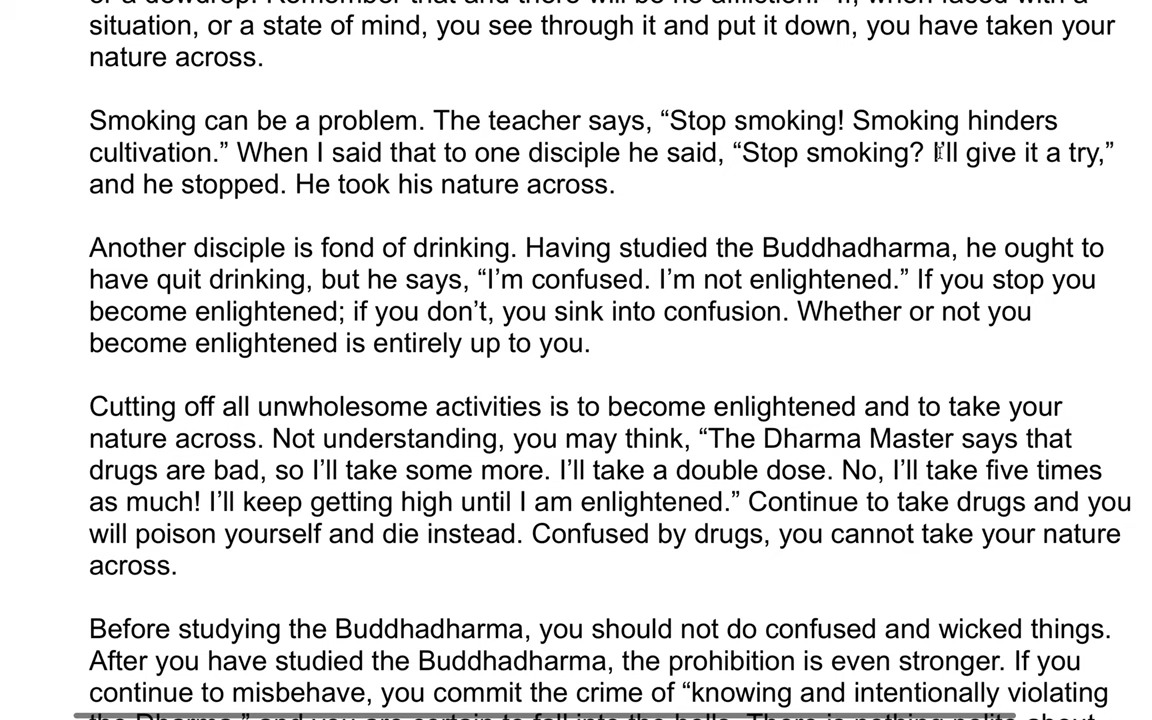 situation, or a state of mind, you see through it and put it down, you have taken your
nature across.
Smoking can be a problem. The teacher says, “Stop smoking! Smoking hinders
cultivation.” When I said that to one disciple he said, “Stop smoking? I’ll give it a try,”
and he stopped. He took his nature across.
Another disciple is fond of drinking. Having studied the Buddhadharma, he ought to
have quit drinking, but he says, “I’m confused. I’m not enlightened.” If you stop you
become enlightened; if you don’t, you sink into confusion. Whether or not you
become enlightened is entirely up to you.
Cutting off all unwholesome activities is to become enlightened and to take your
nature across. Not understanding, you may think, “The Dharma Master says that
drugs are bad, so I’ll take some more. I’ll take a double dose. No, I’ll take five times
as much! I’ll keep getting high until I am enlightened.” Continue to take drugs and you
will poison yourself and die instead. Confused by drugs, you cannot take your nature
across.
Before studying the Buddhadharma, you should not do confused and wicked things.
After you have studied the Buddhadharma, the prohibition is even stronger. If you
continue to misbehave, you commit the crime of “knowing and intentionally violating